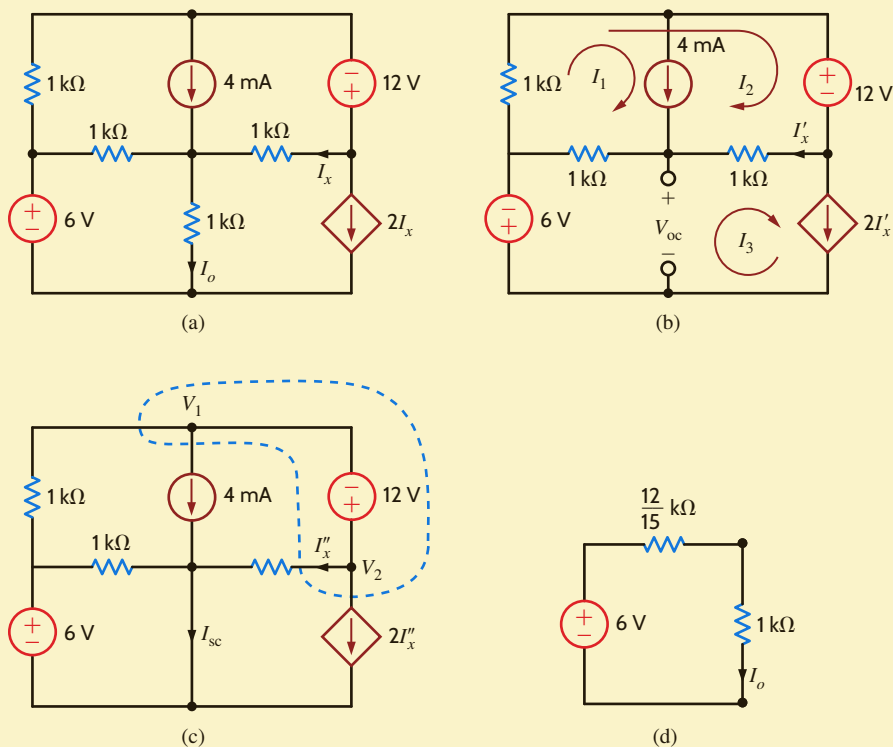 1 kΩ
4 mA
− +
12 V
1 kΩ
1 kΩ
I_x
+ −
6 V
1 kΩ
2I_x
I_o
(a)
1 kΩ
I_1
4 mA
I_2
+ −
12 V
I'_x
1 kΩ
1 kΩ
− +
6 V
+
V_oc
−
I_3
2I'_x
(b)
V_1
1 kΩ
4 mA
− +
12 V
1 kΩ
I''_x
V_2
+ −
6 V
I_sc
2I''_x
(c)
12/15 kΩ
+ −
6 V
1 kΩ
I_o
(d)